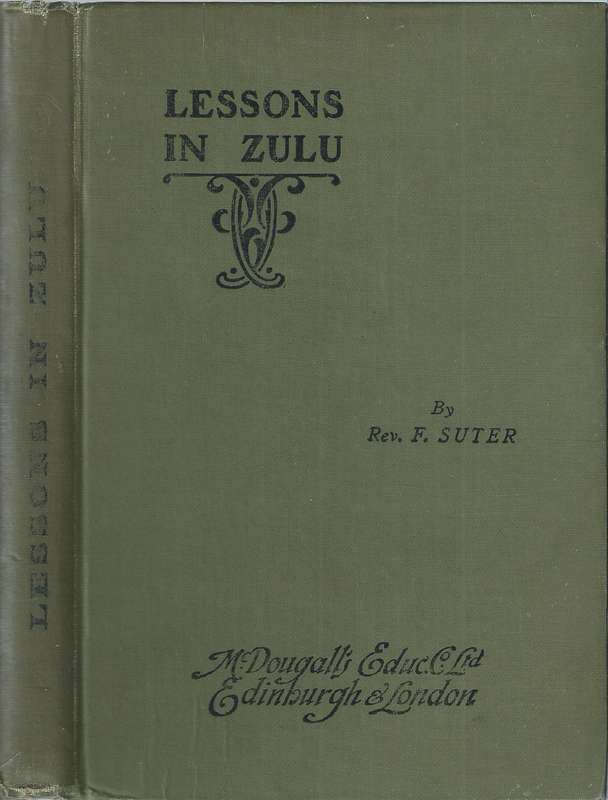 LESSONS IN ZULU
LESSONS
IN ZULU
By
Rev. F. SUTER
McDougall's Educ. Co. Ltd
Edinburgh & London